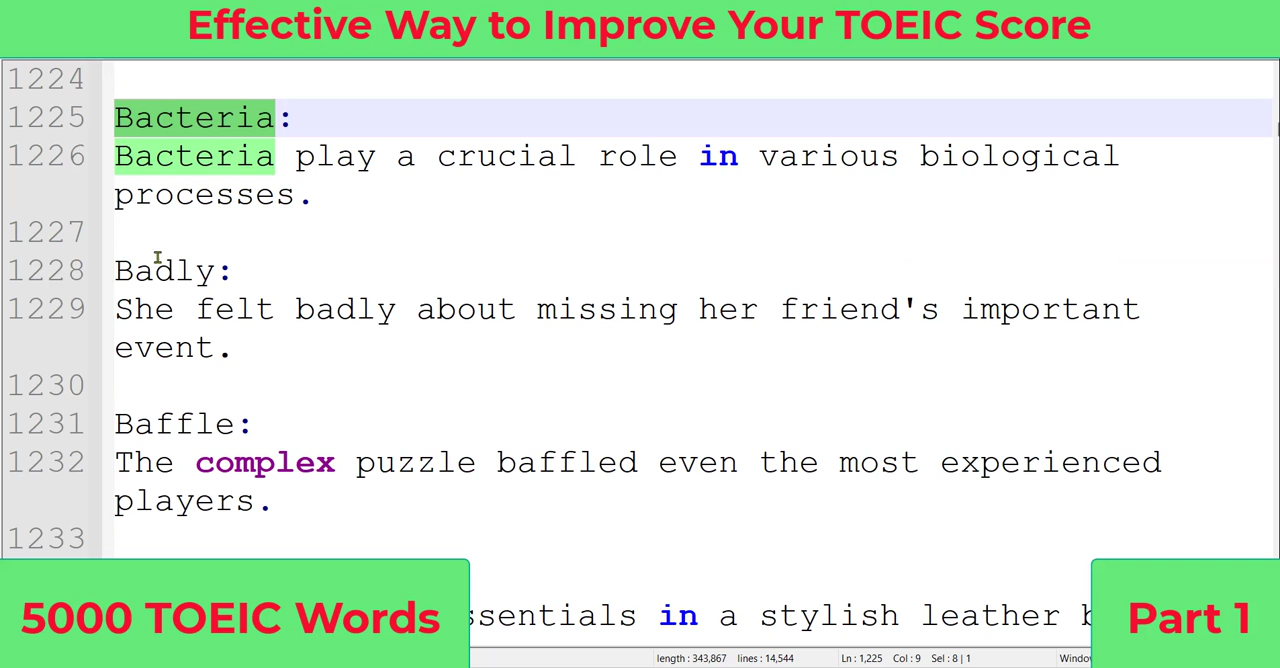 Effective Way to Improve Your TOEIC Score
1224
1225 Bacteria:
1226 Bacteria play a crucial role in various biological
processes.
1227
1228 Badly:
1229 She felt badly about missing her friend's important
event.
1230
1231 Baffle:
1232 The complex puzzle baffled even the most experienced
players.
1233
5000 TOEIC Words
in a stylish leather
Part 1
length : 343,867 lines : 14,544 Ln : 1,225 Col : 9 Sel : 8 | 1